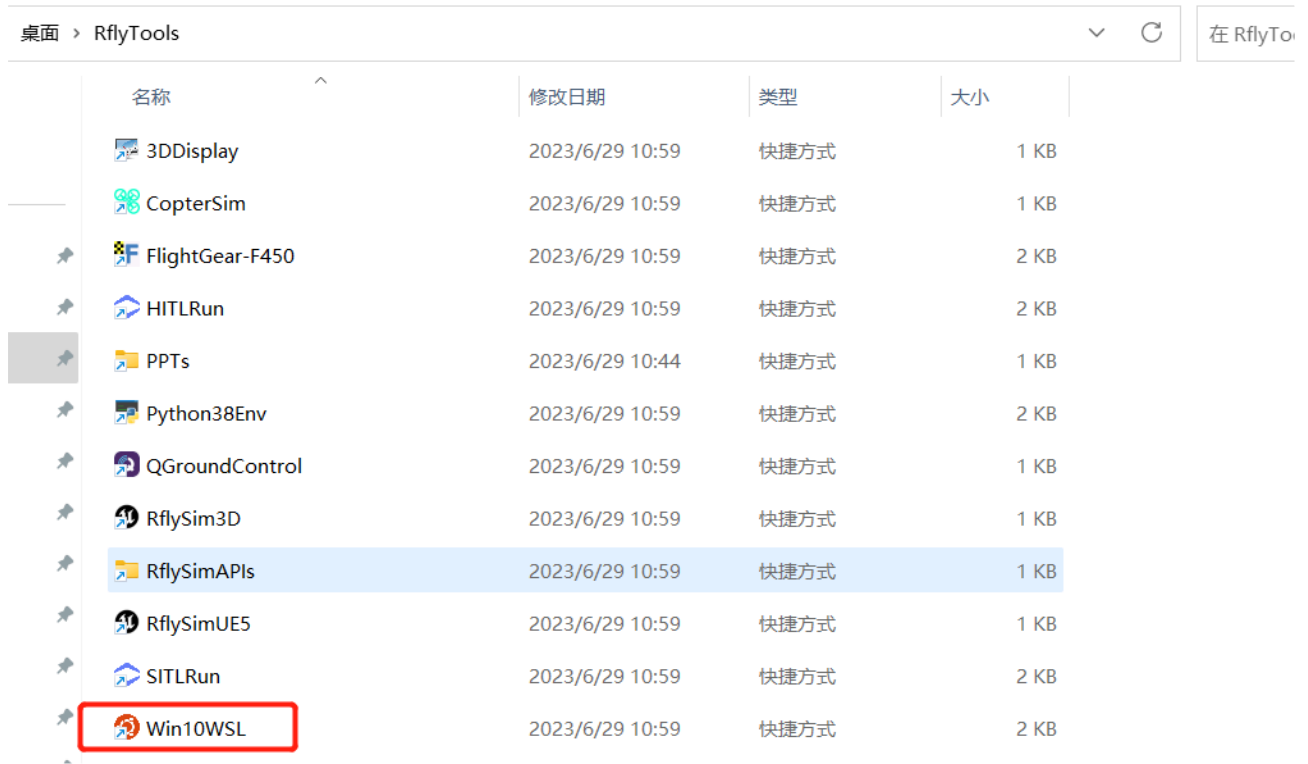 桌面 > RflyTools 在 RflyToo
名称 修改日期 类型 大小
3DDisplay 2023/6/29 10:59 快捷方式 1 KB
CopterSim 2023/6/29 10:59 快捷方式 1 KB
FlightGear-F450 2023/6/29 10:59 快捷方式 2 KB
HITLRun 2023/6/29 10:59 快捷方式 2 KB
PPTs 2023/6/29 10:44 快捷方式 1 KB
Python38Env 2023/6/29 10:59 快捷方式 2 KB
QGroundControl 2023/6/29 10:59 快捷方式 1 KB
RflySim3D 2023/6/29 10:59 快捷方式 1 KB
RflySimAPIs 2023/6/29 10:59 快捷方式 1 KB
RflySimUE5 2023/6/29 10:59 快捷方式 1 KB
SITLRun 2023/6/29 10:59 快捷方式 2 KB
Win10WSL 2023/6/29 10:59 快捷方式 2 KB